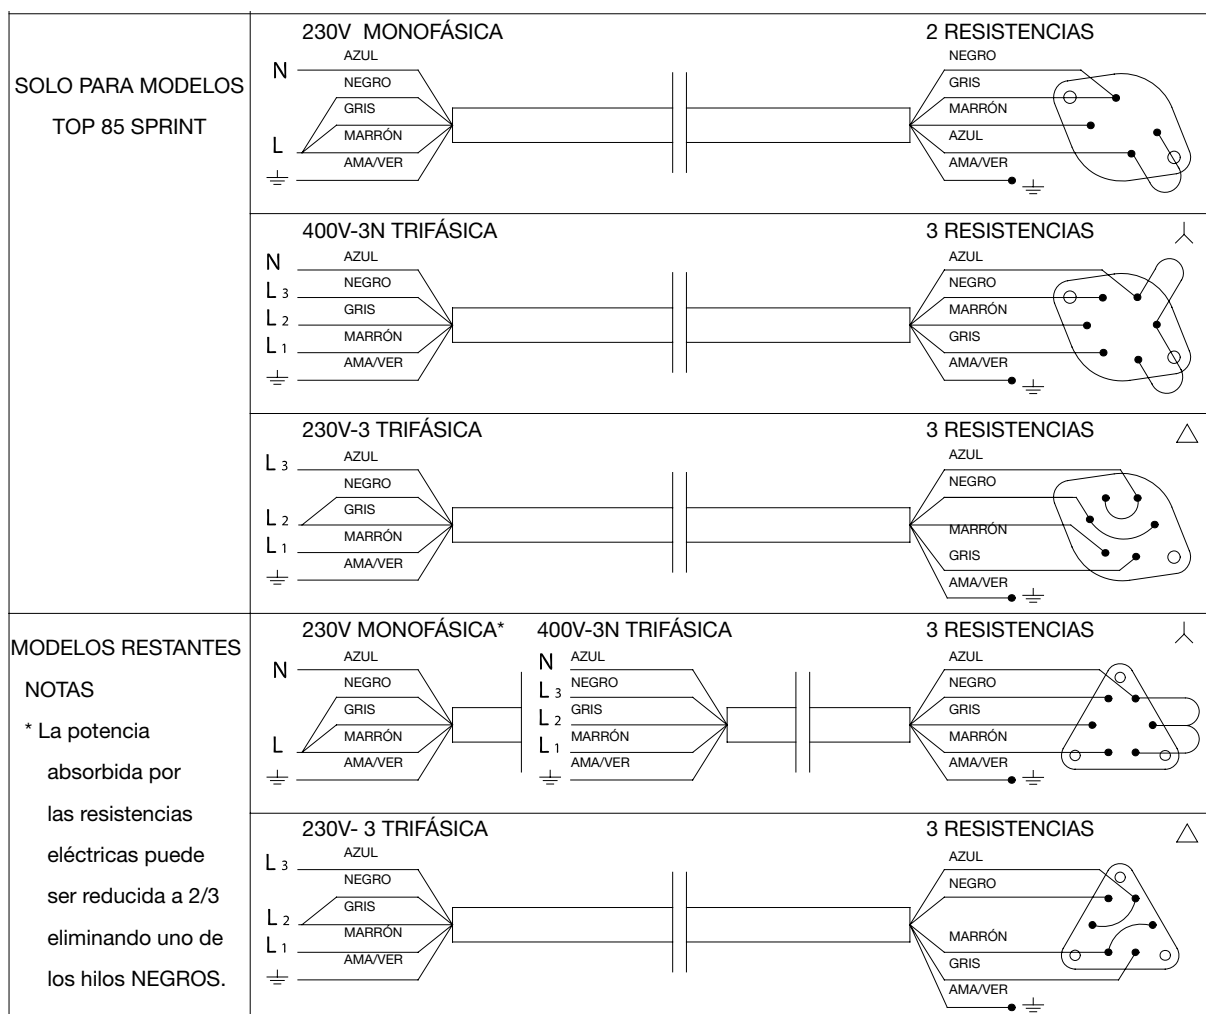 SOLO PARA MODELOS
TOP 85 SPRINT
230V MONOFÁSICA
2 RESISTENCIAS
N
AZUL
NEGRO
GRIS
L
MARRÓN
AMA/VER
NEGRO
GRIS
MARRÓN
AZUL
AMA/VER
400V-3N TRIFÁSICA
3 RESISTENCIAS
N
AZUL
L 3
NEGRO
L 2
GRIS
L 1
MARRÓN
AMA/VER
AZUL
NEGRO
MARRÓN
GRIS
AMA/VER
230V-3 TRIFÁSICA
3 RESISTENCIAS
L 3
AZUL
NEGRO
L 2
GRIS
L 1
MARRÓN
AMA/VER
AZUL
NEGRO
MARRÓN
GRIS
AMA/VER
MODELOS RESTANTES
NOTAS
* La potencia
absorbida por
las resistencias
eléctricas puede
ser reducida a 2/3
eliminando uno de
los hilos NEGROS.
230V MONOFÁSICA*
400V-3N TRIFÁSICA
3 RESISTENCIAS
N
AZUL
NEGRO
GRIS
L
MARRÓN
AMA/VER
N
AZUL
L 3
NEGRO
L 2
GRIS
L 1
MARRÓN
AMA/VER
AZUL
NEGRO
GRIS
MARRÓN
AMA/VER
230V- 3 TRIFÁSICA
3 RESISTENCIAS
L 3
AZUL
NEGRO
L 2
GRIS
L 1
MARRÓN
AMA/VER
AZUL
NEGRO
MARRÓN
GRIS
AMA/VER